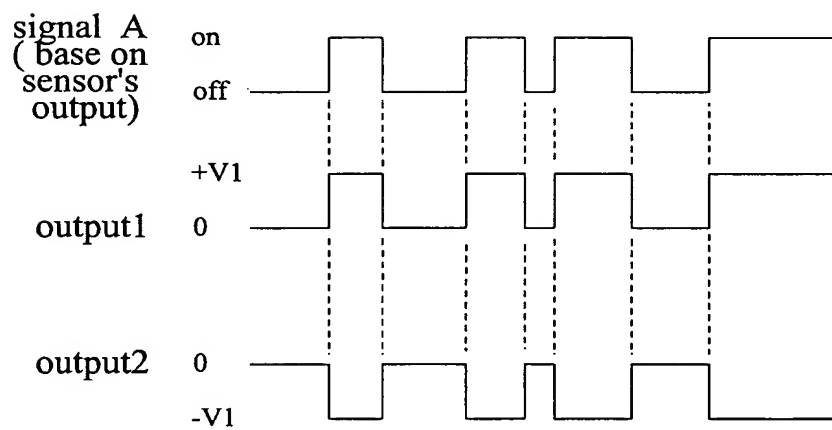 signal A
( base on
sensor's
output)
on
off
+V1
output1 0
output2 0
-V1